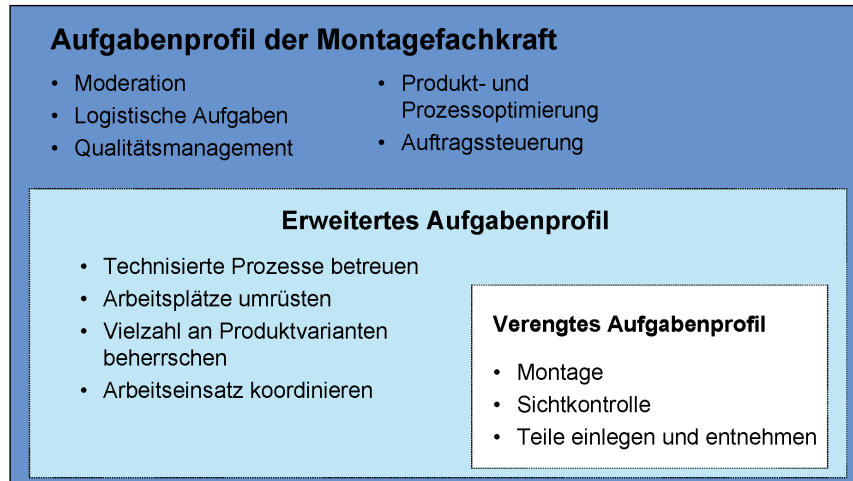 Aufgabenprofil der Montagefachkraft
• Moderation
• Logistische Aufgaben
• Qualitätsmanagement
• Produkt- und
Prozessoptimierung
• Auftragssteuerung
Erweitertes Aufgabenprofil
• Technisierte Prozesse betreuen
• Arbeitsplätze umrüsten
• Vielzahl an Produktvarianten
beherrschen
• Arbeitseinsatz koordinieren
Verengtes Aufgabenprofil
• Montage
• Sichtkontrolle
• Teile einlegen und entnehmen